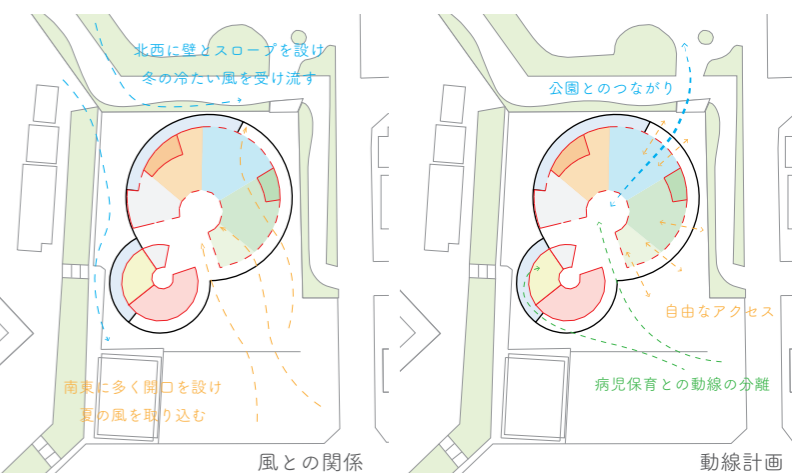 北西に壁とスロープを設け
冬の冷たい風を受け流す
南東に多く開口を設け
夏の風を取り込む
風との関係
公園とのつながり
自由なアクセス
病児保育との動線の分離
動線計画